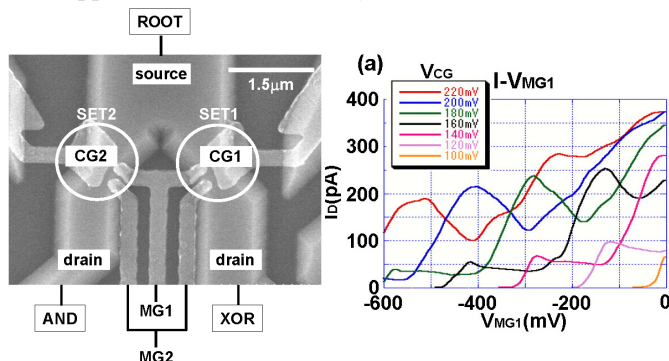 ROOT
source
1.5μm
SET2
SET1
CG2
CG1
drain
drain
AND
MG1
XOR
MG2
(a)
VCG
I-VMG1
220mV
200mV
180mV
160mV
140mV
120mV
100mV
ID(pA)
400
300
200
100
0
-600
-400
-200
0
VMG1(mV)